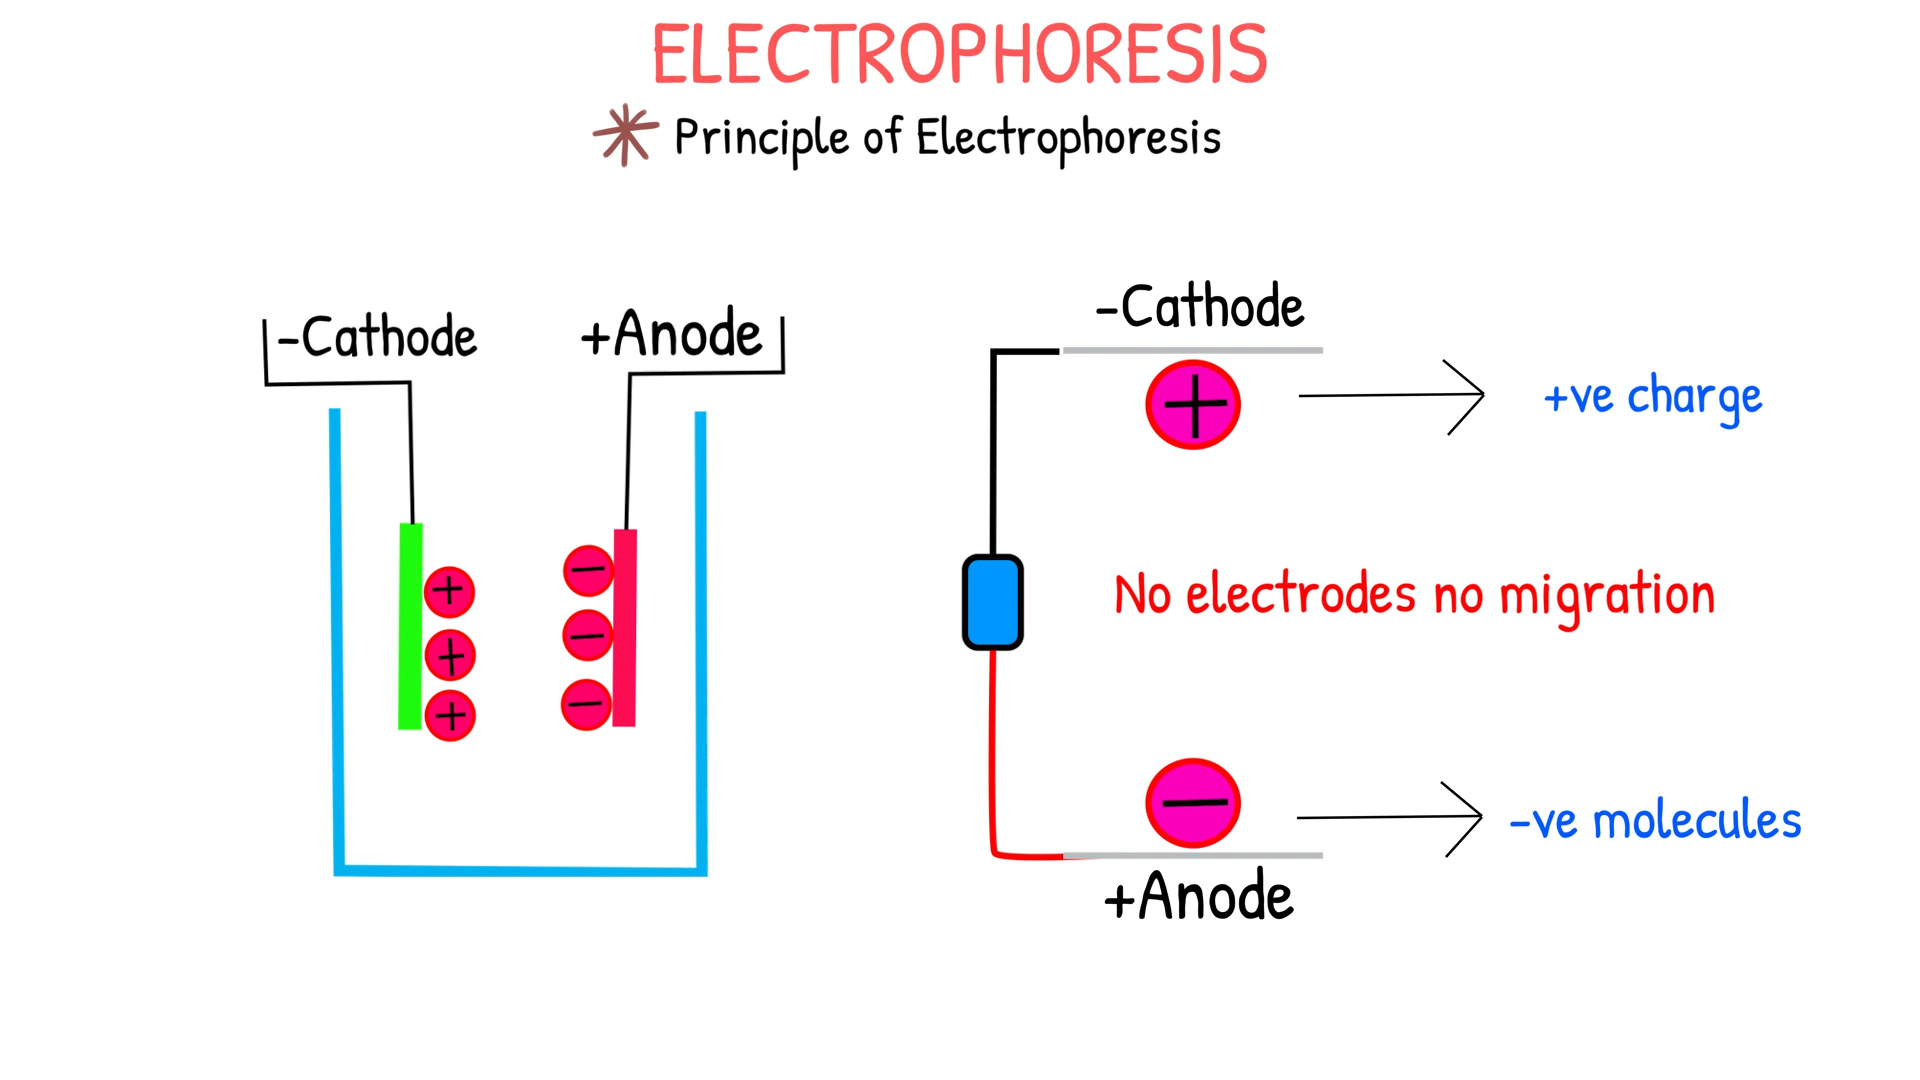 ELECTROPHORESIS
Principle of Electrophoresis
-Cathode
+Anode
+
+
+
−
−
−
-Cathode
+
+ve charge
No electrodes no migration
−
-ve molecules
+Anode